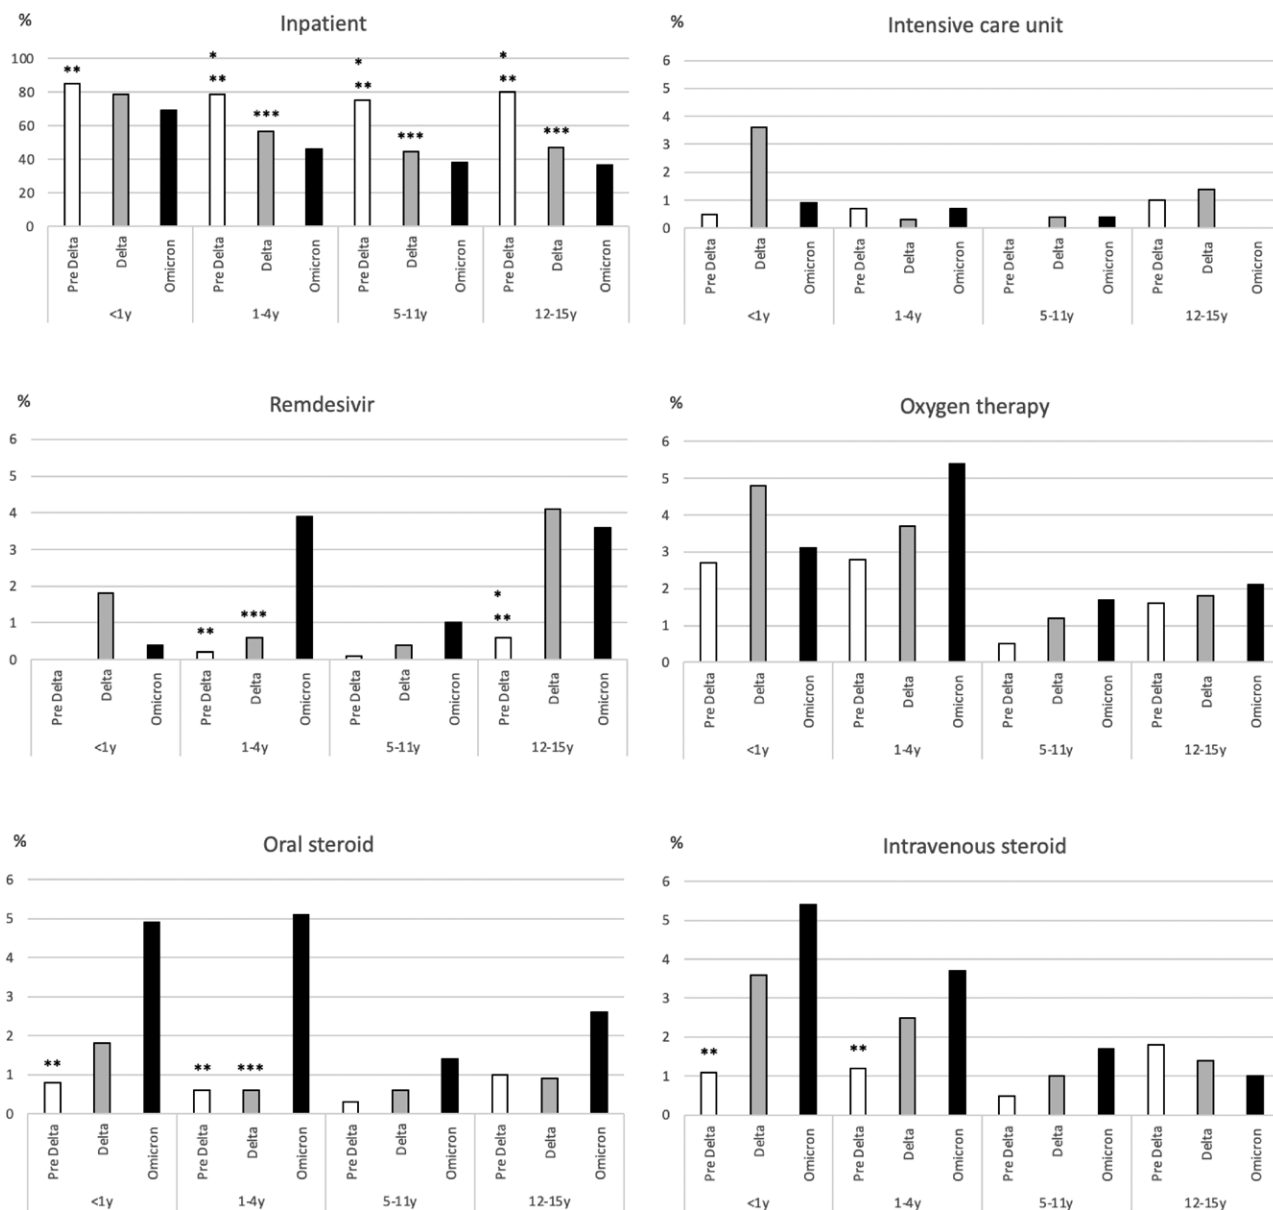 %
Inpatient
100
80
60
40
20
0
**
*
**
***
*
**
***
*
**
***
Pre Delta
Delta
Omicron
Pre Delta
Delta
Omicron
Pre Delta
Delta
Omicron
Pre Delta
Delta
Omicron
<1y
1-4y
5-11y
12-15y
%
Intensive care unit
6
5
4
3
2
1
0
Pre Delta
Delta
Omicron
Pre Delta
Delta
Omicron
Pre Delta
Delta
Omicron
Pre Delta
Delta
Omicron
<1y
1-4y
5-11y
12-15y
%
Remdesivir
6
5
4
3
2
1
0
**
***
*
**
Pre Delta
Delta
Omicron
Pre Delta
Delta
Omicron
Pre Delta
Delta
Omicron
Pre Delta
Delta
Omicron
<1y
1-4y
5-11y
12-15y
%
Oxygen therapy
6
5
4
3
2
1
0
Pre Delta
Delta
Omicron
Pre Delta
Delta
Omicron
Pre Delta
Delta
Omicron
Pre Delta
Delta
Omicron
<1y
1-4y
5-11y
12-15y
%
Oral steroid
6
5
4
3
2
1
0
**
**
***
Pre Delta
Delta
Omicron
Pre Delta
Delta
Omicron
Pre Delta
Delta
Omicron
Pre Delta
Delta
Omicron
<1y
1-4y
5-11y
12-15y
%
Intravenous steroid
6
5
4
3
2
1
0
**
**
Pre Delta
Delta
Omicron
Pre Delta
Delta
Omicron
Pre Delta
Delta
Omicron
Pre Delta
Delta
Omicron
<1y
1-4y
5-11y
12-15y